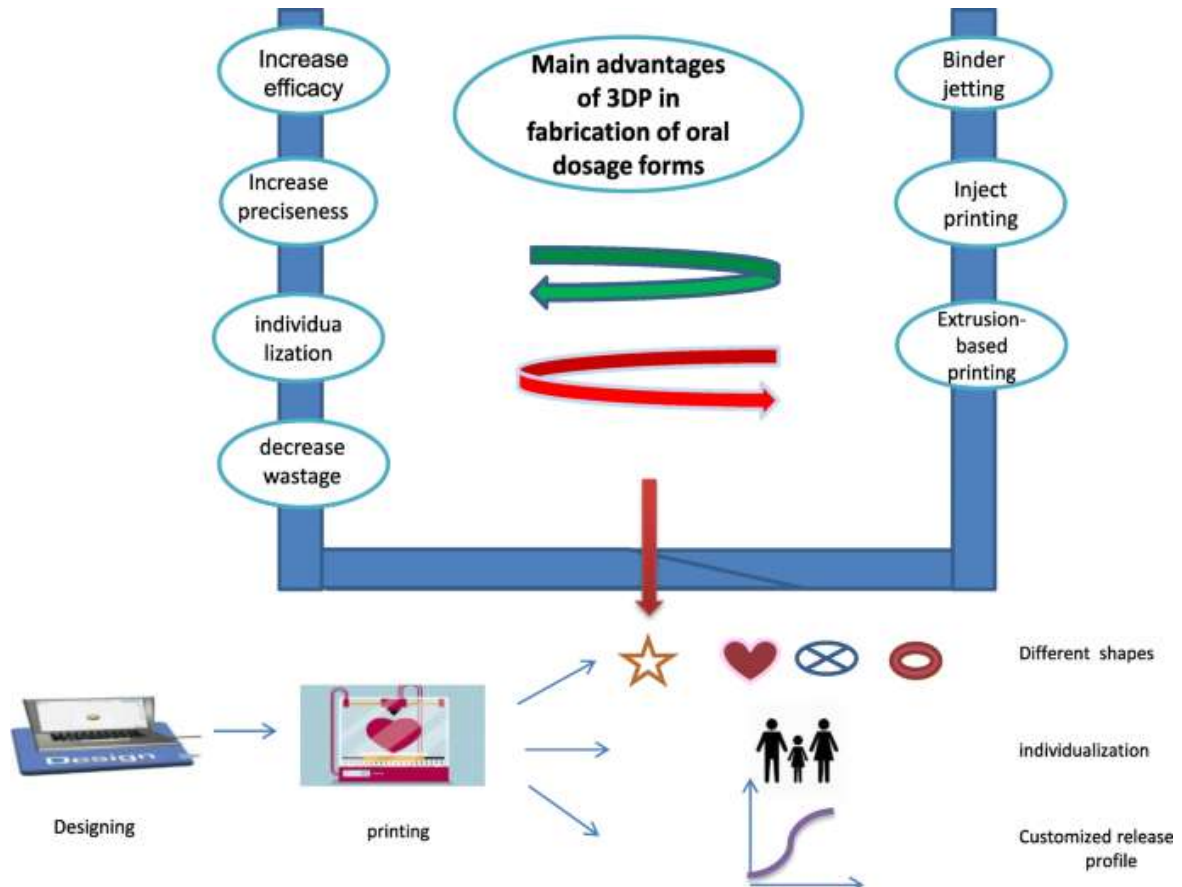 Increase
efficacy
Increase
preciseness
individua
lization
decrease
wastage
Main advantages
of 3DP in
fabrication of oral
dosage forms
Binder
jetting
Inject
printing
Extrusion-
based
printing
Different shapes
Design
individualization
Designing
printing
Customized release
profile